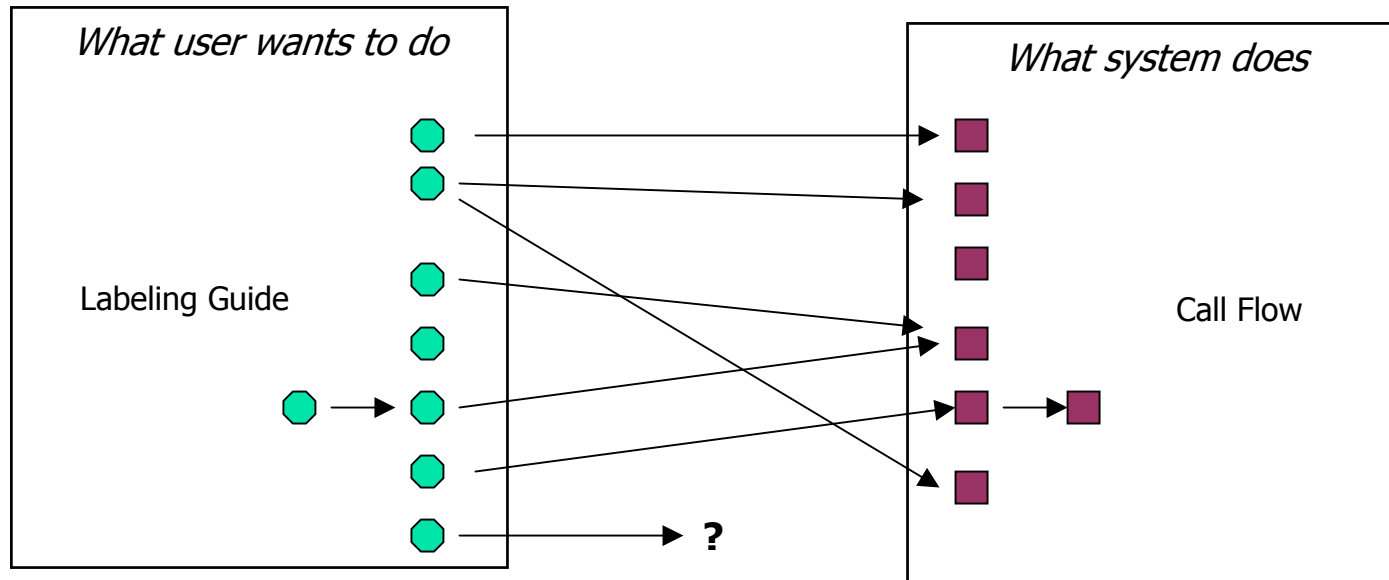 What user wants to do
What system does
Labeling Guide
Call Flow
?